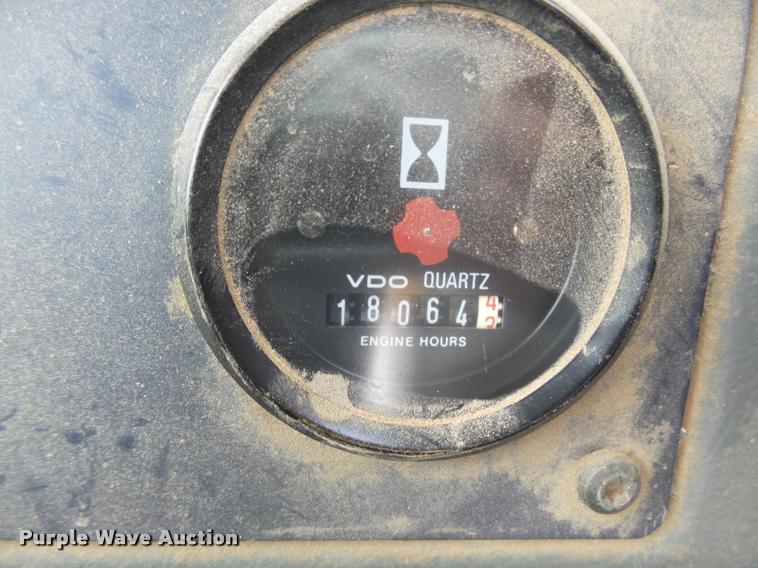 VDO QUARTZ
18064
ENGINE HOURS
Purple Wave Auction